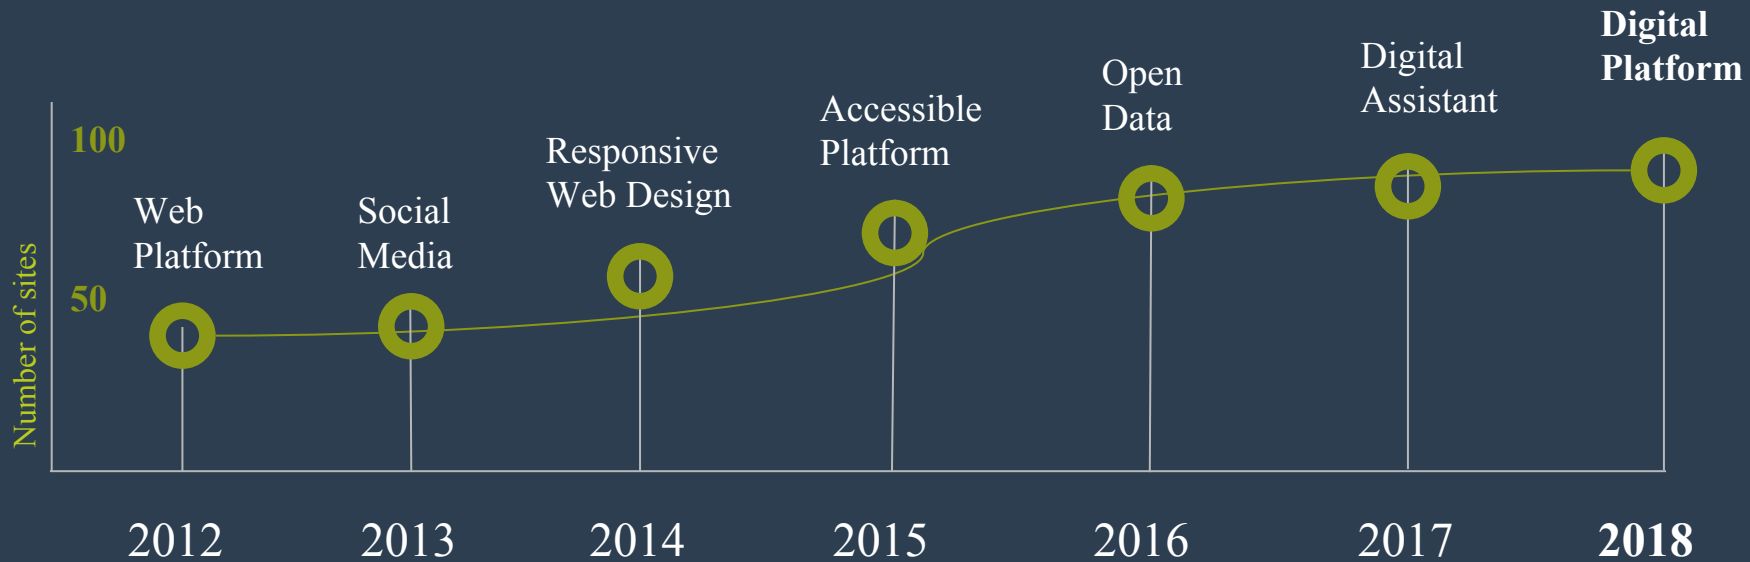 Number of sites
100
50
Web
Platform
Social
Media
Responsive
Web Design
Accessible
Platform
Open
Data
Digital
Assistant
Digital
Platform
2012
2013
2014
2015
2016
2017
2018